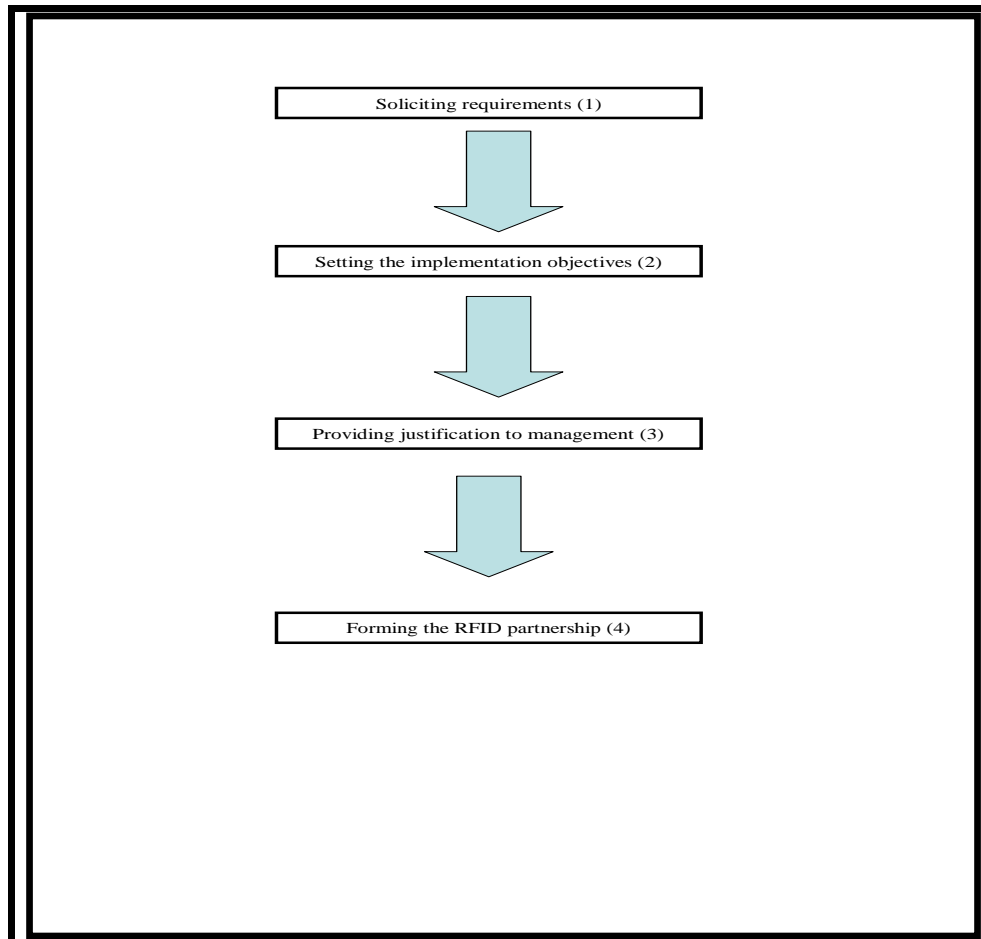 Soliciting requirements (1)
Setting the implementation objectives (2)
Providing justification to management (3)
Forming the RFID partnership (4)